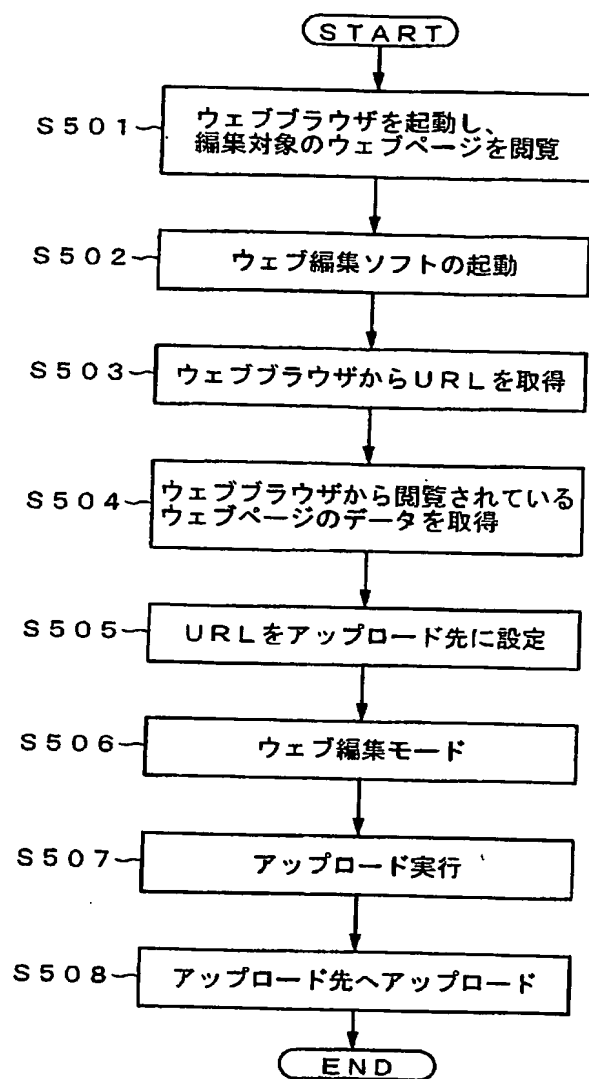 START
S501
ウェブブラウザを起動し、
編集対象のウェブページを閲覧
S502
ウェブ編集ソフトの起動
S503
ウェブブラウザからURLを取得
S504
ウェブブラウザから閲覧されている
ウェブページのデータを取得
S505
URLをアップロード先に設定
S506
ウェブ編集モード
S507
アップロード実行
S508
アップロード先へアップロード
END